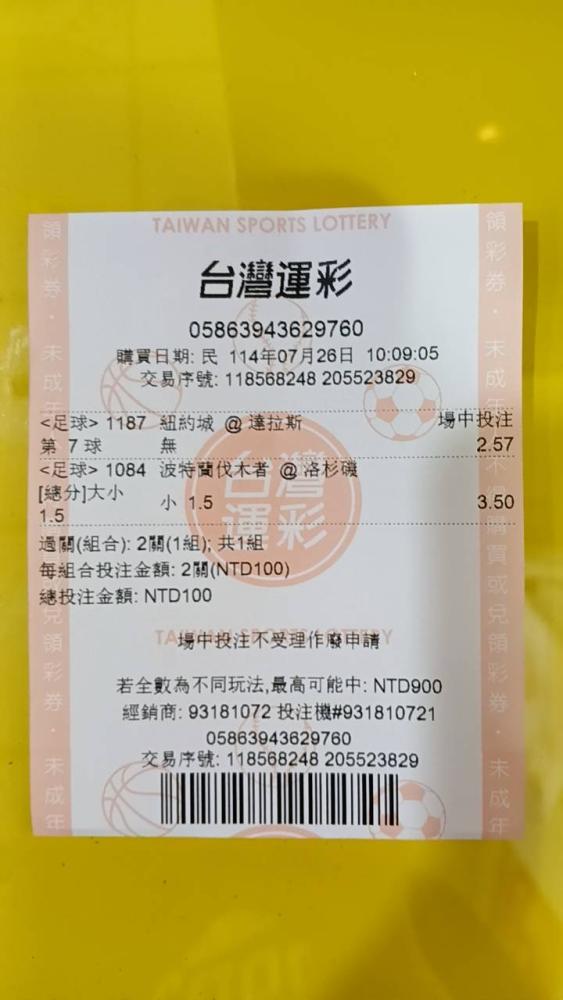 TAIWAN SPORTS LOTTERY
台灣運彩
05863943629760
購買日期: 民 114年07月26日 10:09:05
交易序號: 118568248 205523829
<足球> 1187 紐約城 @ 達拉斯 場中投注
第 7 球 無 2.57
<足球> 1084 波特蘭伐木者 @ 洛杉磯
[總分]大小
1.5 小 1.5 3.50
過關(組合): 2關(1組); 共1組
每組合投注金額: 2關(NTD100)
總投注金額: NTD100
場中投注不受理作廢申請
若全數為不同玩法,最高可能中: NTD900
經銷商: 93181072 投注機#931810721
05863943629760
交易序號: 118568248 205523829
台灣運彩
領彩券・未成年
領彩券・未成年
不得購買或兌領彩券・未成年